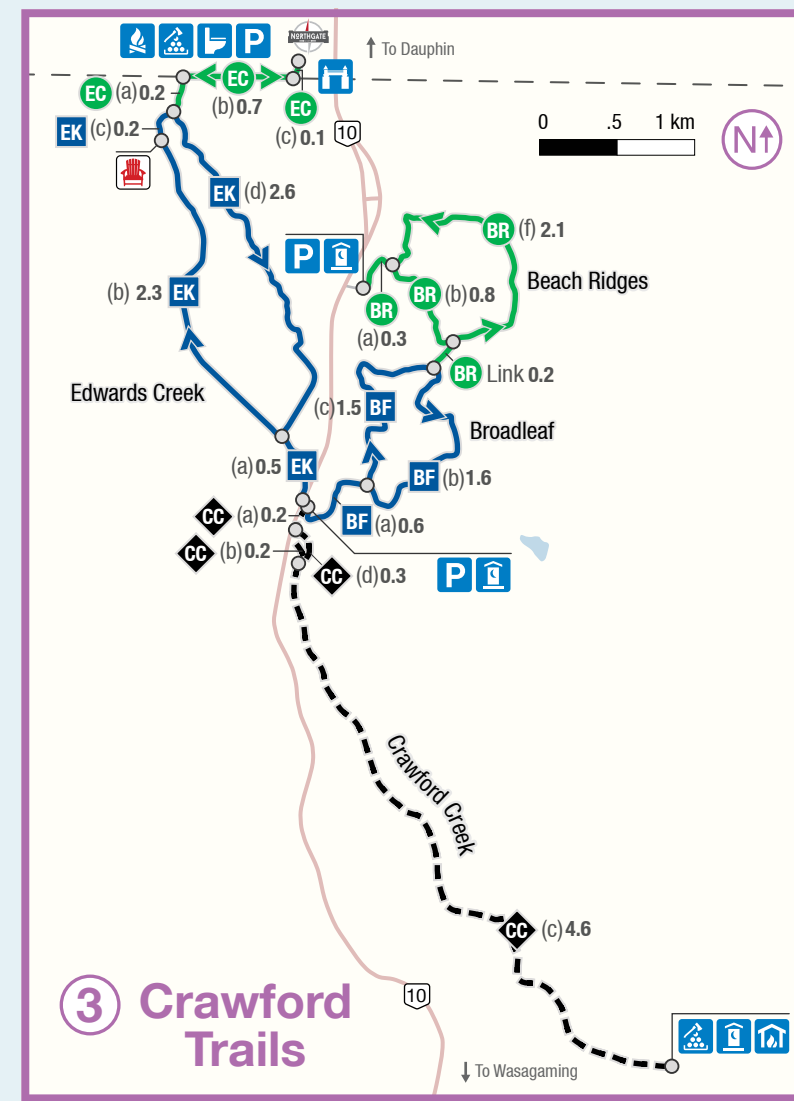 NORTHGATE
↑ To Dauphin
P
EC (a) 0.2
EC
(b) 0.7
EC
(c) 0.1
10
0 .5 1 km
N↑
EK (c) 0.2
EK (d) 2.6
P
BR (f) 2.1
(b) 2.3 EK
BR (b) 0.8
Beach Ridges
BR
(a) 0.3
BR Link 0.2
Edwards Creek
(c) 1.5 BF
Broadleaf
(a) 0.5 EK
BF (b) 1.6
CC (a) 0.2
BF (a) 0.6
CC (b) 0.2
CC (d) 0.3
P
Crawford Creek
CC (c) 4.6
3 Crawford
Trails
10
↓ To Wasagaming